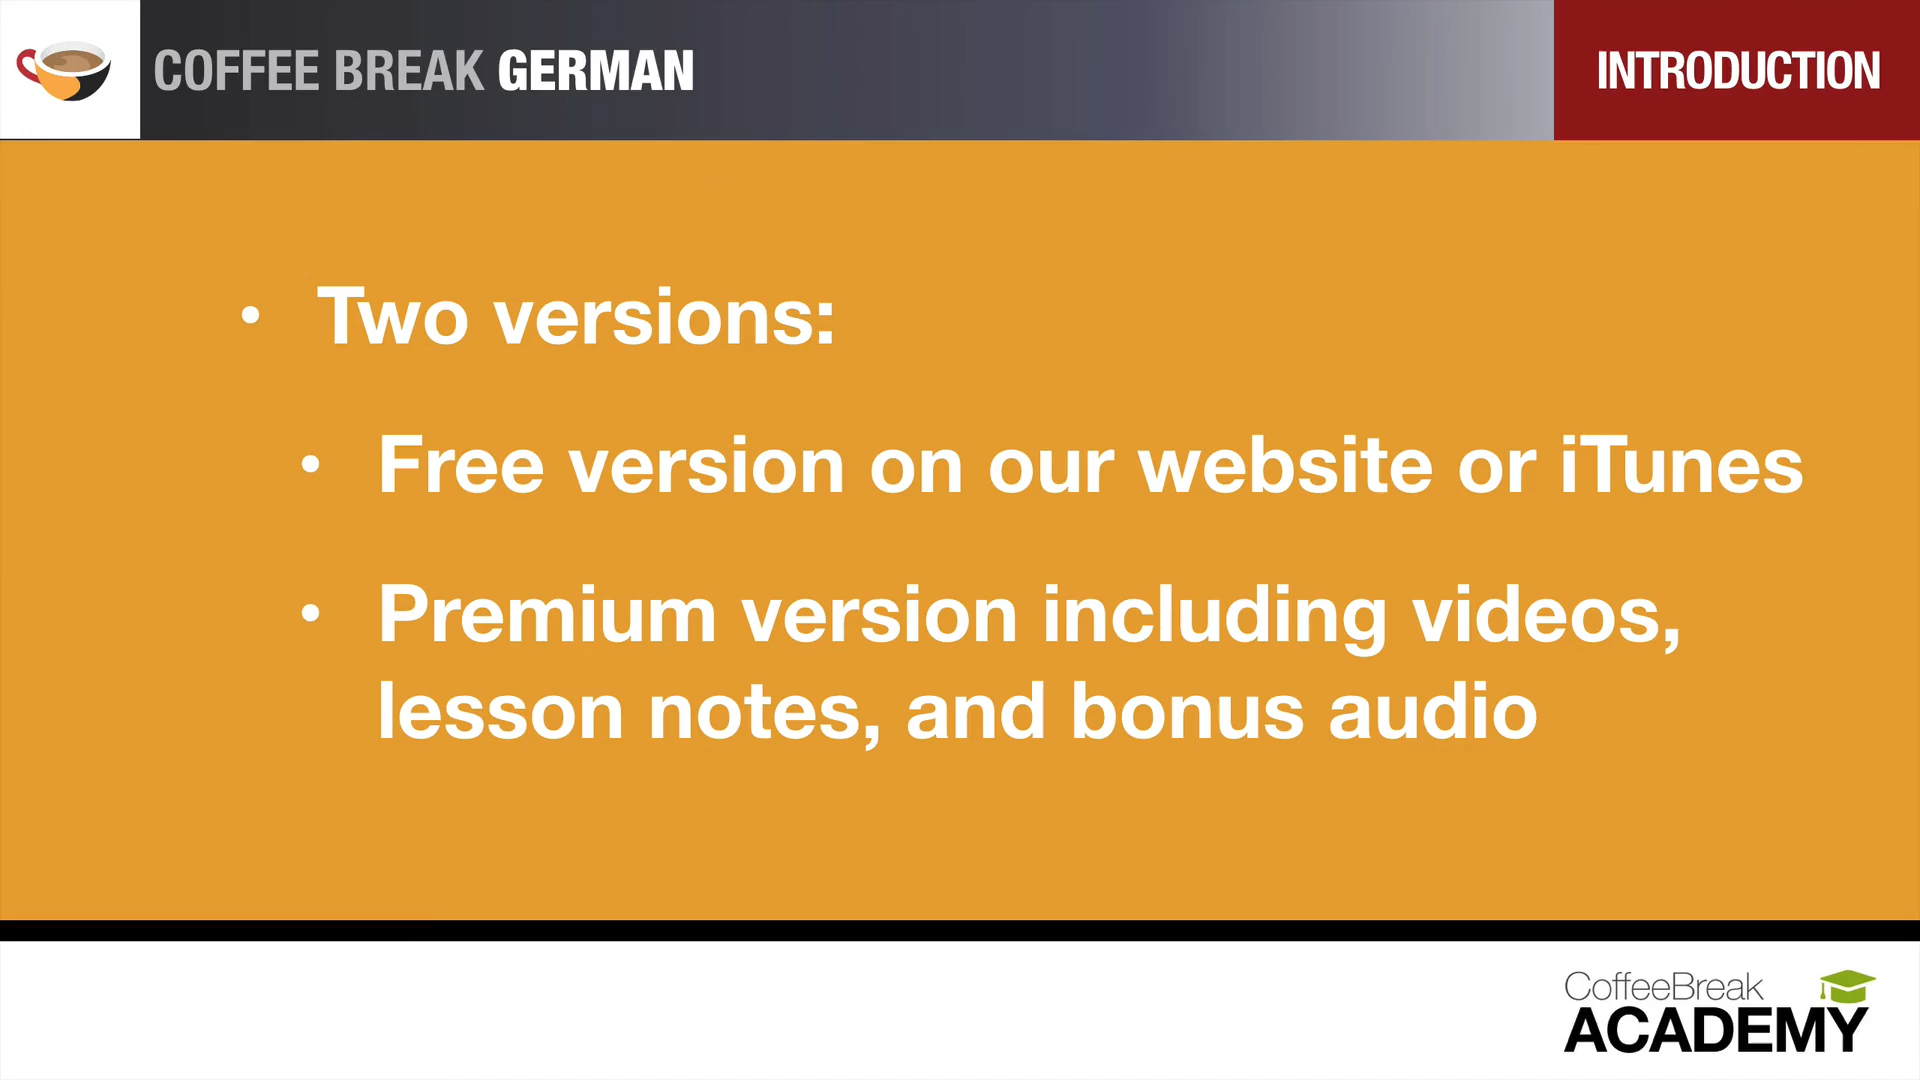 COFFEE BREAK GERMAN
INTRODUCTION
• Two versions:
• Free version on our website or iTunes
• Premium version including videos,
lesson notes, and bonus audio
CoffeeBreak
ACADEMY